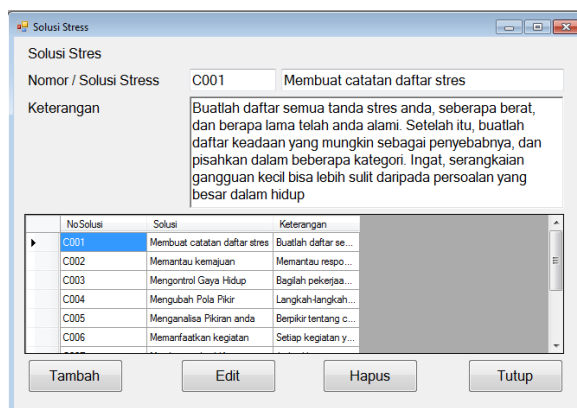 Solusi Stress
Solusi Stres
Nomor / Solusi Stress C001 Membuat catatan daftar stres
Keterangan
Buatlah daftar semua tanda stres anda, seberapa berat,
dan berapa lama telah anda alami. Setelah itu, buatlah
daftar keadaan yang mungkin sebagai penyebabnya, dan
pisahkan dalam beberapa kategori. Ingat, serangkaian
gangguan kecil bisa lebih sulit daripada persoalan yang
besar dalam hidup
NoSolusi Solusi Keterangan
C001 Membuat catatan daftar stres Buatlah daftar se...
C002 Memantau kemajuan Memantau respo...
C003 Mengontrol Gaya Hidup Bagilah pekerjaa...
C004 Mengubah Pola Pikir Langkah-langkah...
C005 Menganalisa Pikiran anda Berpikir tentang c...
C006 Memanfaatkan kegiatan Setiap kegiatan y...
Tambah Edit Hapus Tutup